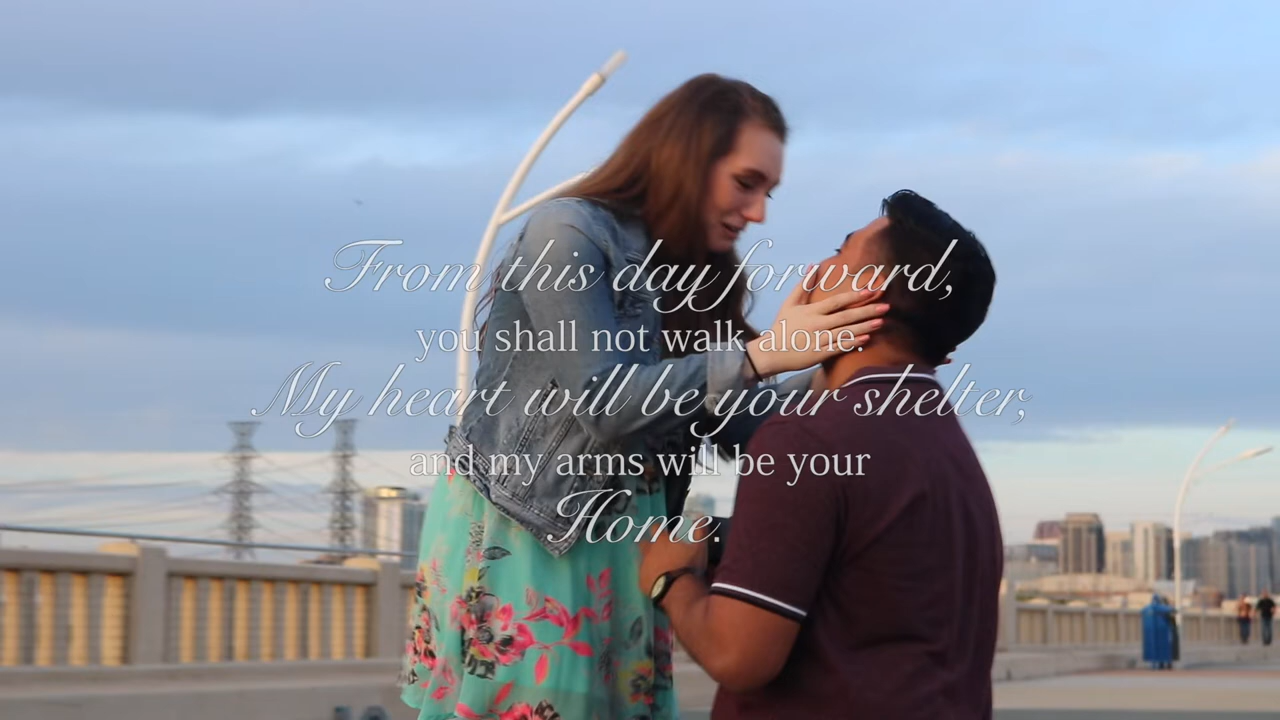 From this day forward,
you shall not walk alone.
My heart will be your shelter,
and my arms will be your
Home.